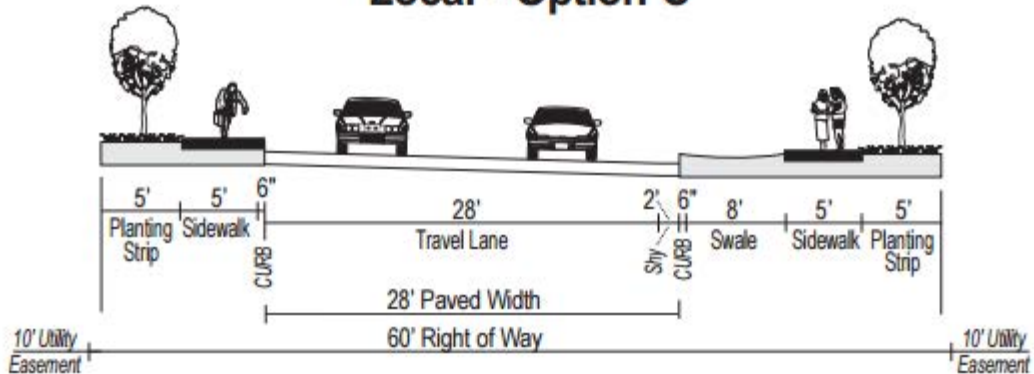 Local - Option C
5' 5' 6" 28' 2' 6" 8' 5' 5'
Planting Strip Sidewalk CURB Travel Lane Shy CURB Swale Sidewalk Planting Strip
28' Paved Width
60' Right of Way
10' Utility Easement
10' Utility Easement